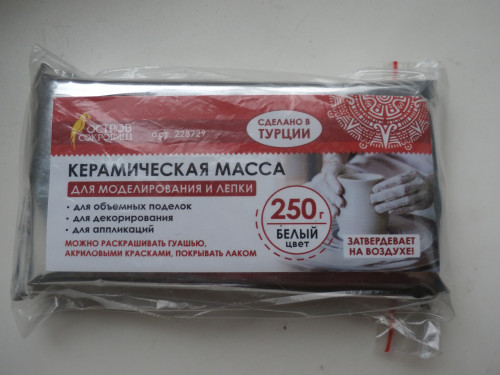 ОСТРОВ
СОКРОВИЩ
арт. 228729
СДЕЛАНО В
ТУРЦИИ
КЕРАМИЧЕСКАЯ МАССА
ДЛЯ МОДЕЛИРОВАНИЯ И ЛЕПКИ
• для объемных поделок
• для декорирования
• для аппликаций
250 г
БЕЛЫЙ
цвет
МОЖНО РАСКРАШИВАТЬ ГУАШЬЮ,
АКРИЛОВЫМИ КРАСКАМИ, ПОКРЫВАТЬ ЛАКОМ
ЗАТВЕРДЕВАЕТ
НА ВОЗДУХЕ!